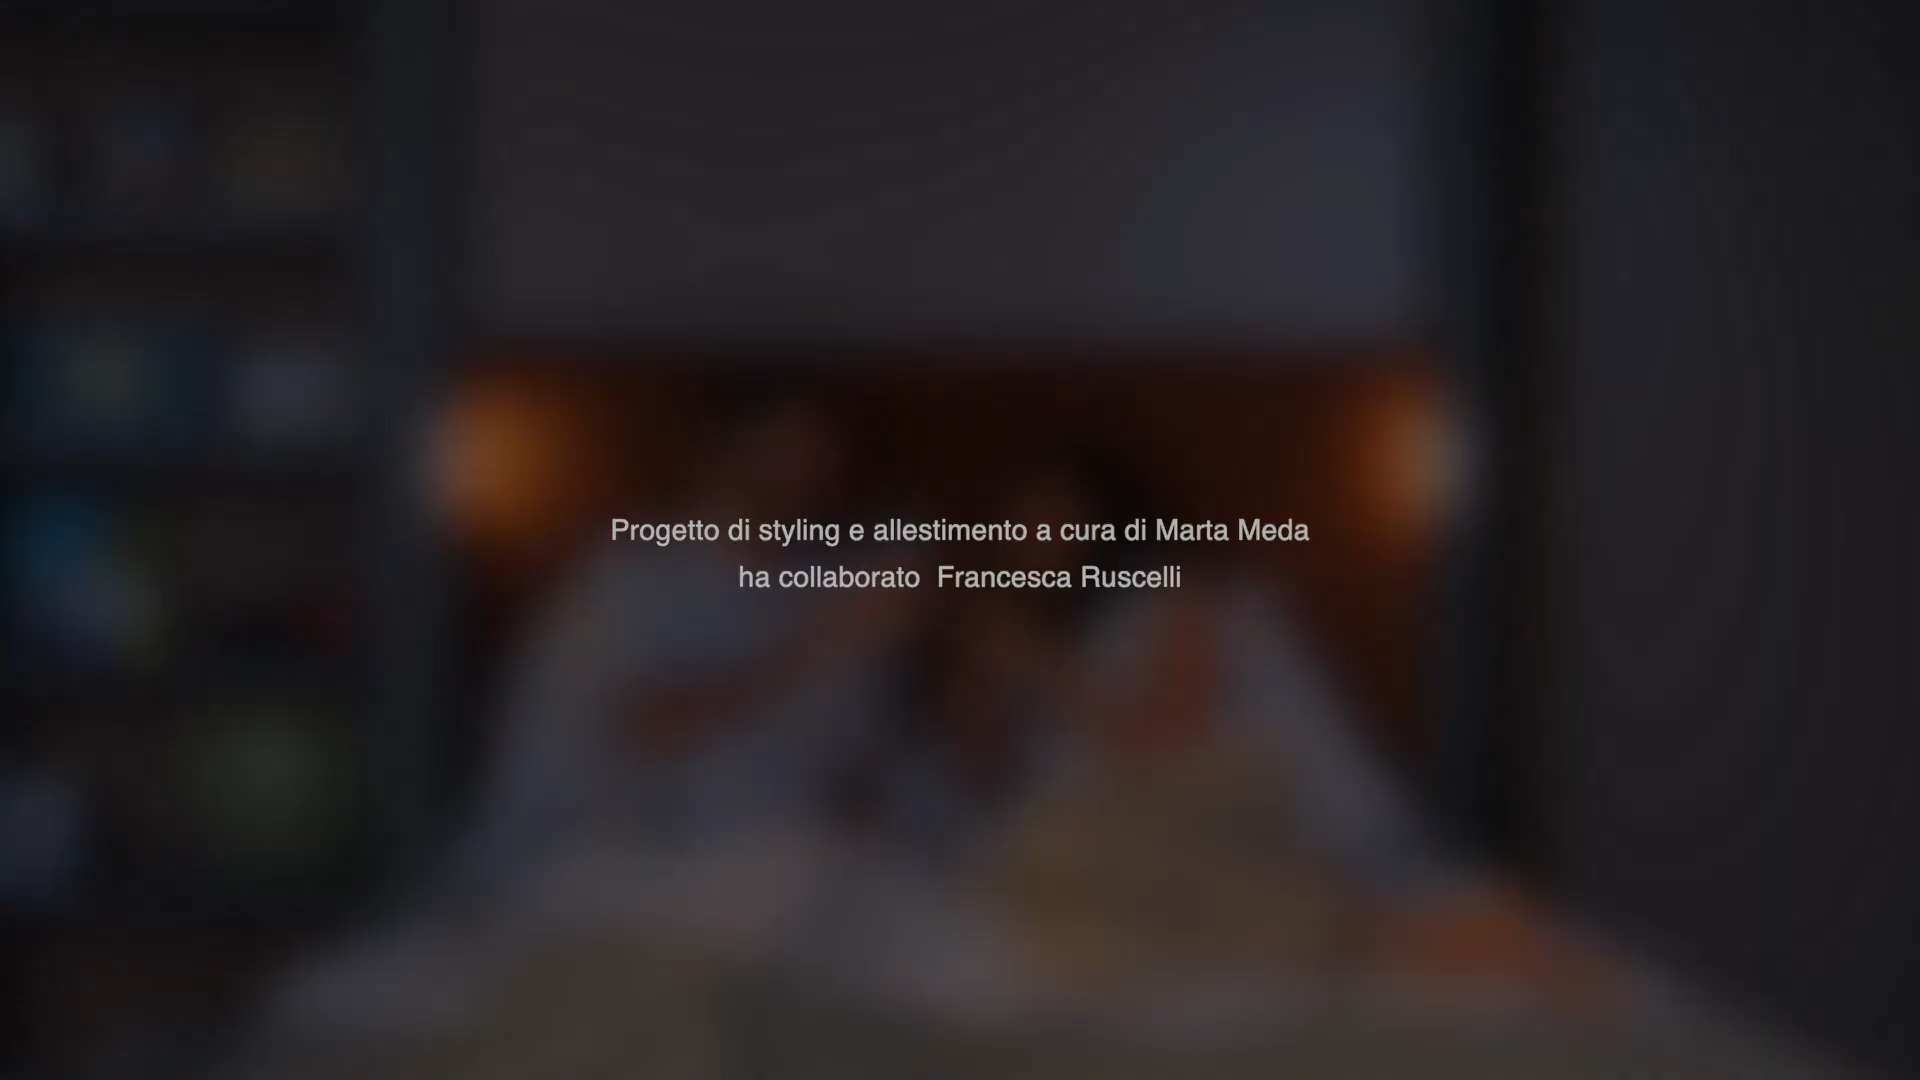 Progetto di styling e allestimento a cura di Marta Meda
ha collaborato  Francesca Ruscelli